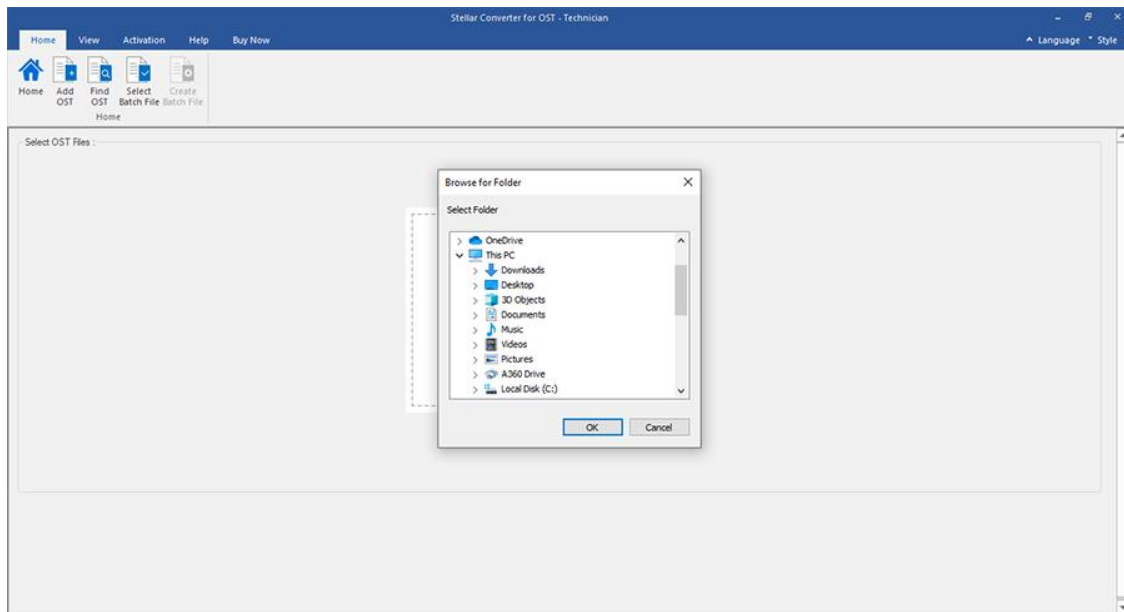 Stellar Converter for OST - Technician
Home View Activation Help Buy Now Language Style
Home Add OST Find OST Select Batch File Create Batch File
Home
Select OST Files :
Browse for Folder
Select Folder
OneDrive
This PC
Downloads
Desktop
3D Objects
Documents
Music
Videos
Pictures
A360 Drive
Local Disk (C:)
OK Cancel